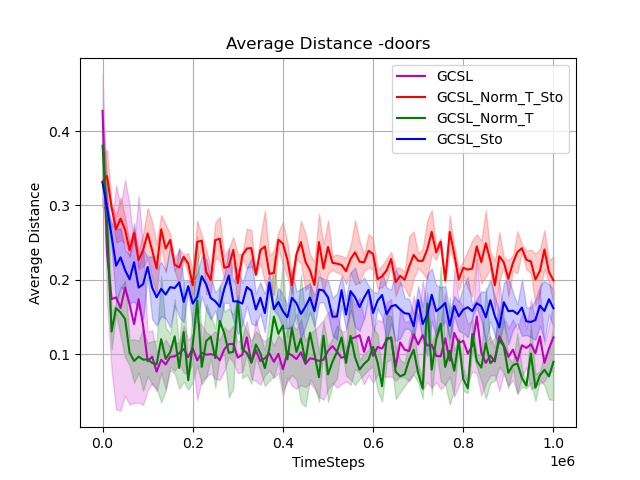 Average Distance -doors
GCSL
GCSL_Norm_T_Sto
GCSL_Norm_T
GCSL_Sto
Average Distance
0.4
0.3
0.2
0.1
0.0 0.2 0.4 0.6 0.8 1.0
TimeSteps
1e6